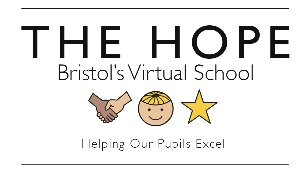 THE HOPE
Bristol's Virtual School
Helping Our Pupils Excel